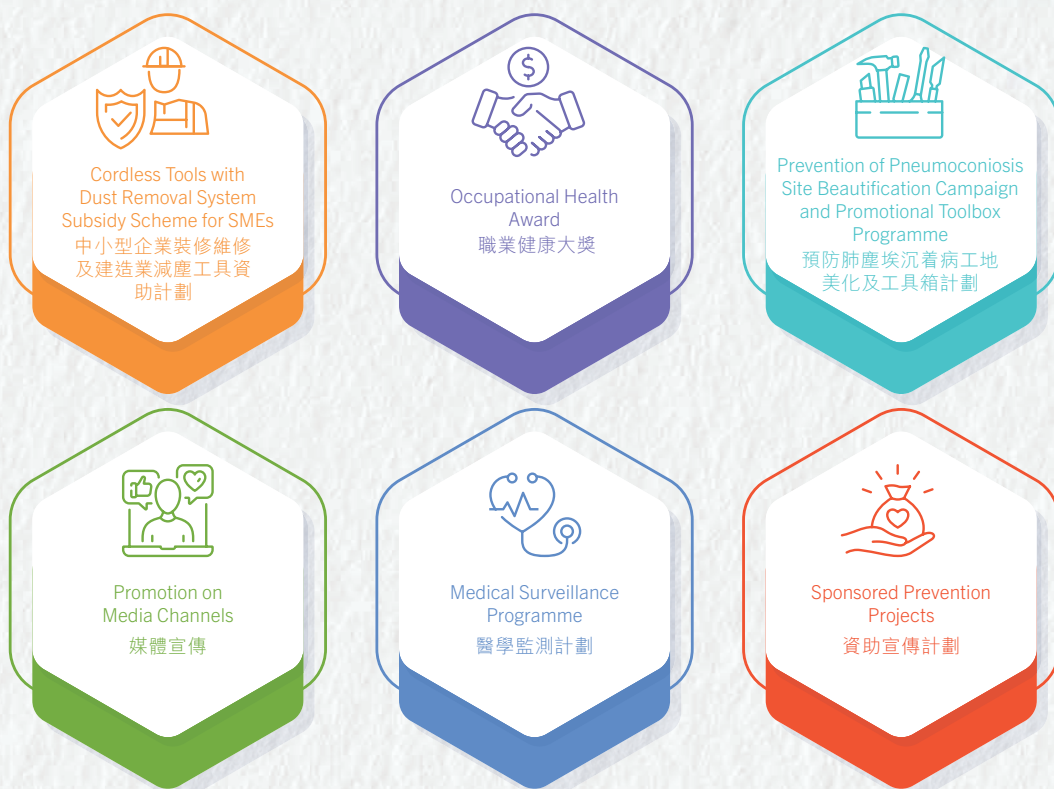 Cordless Tools with
Dust Removal System
Subsidy Scheme for SMEs
中小型企業裝修維修
及建造業減塵工具資
助計劃
$
Occupational Health
Award
職業健康大獎
Prevention of Pneumoconiosis
Site Beautification Campaign
and Promotional Toolbox
Programme
預防肺塵埃沉着病工地
美化及工具箱計劃
Promotion on
Media Channels
媒體宣傳
Medical Surveillance
Programme
醫學監測計劃
Sponsored Prevention
Projects
資助宣傳計劃